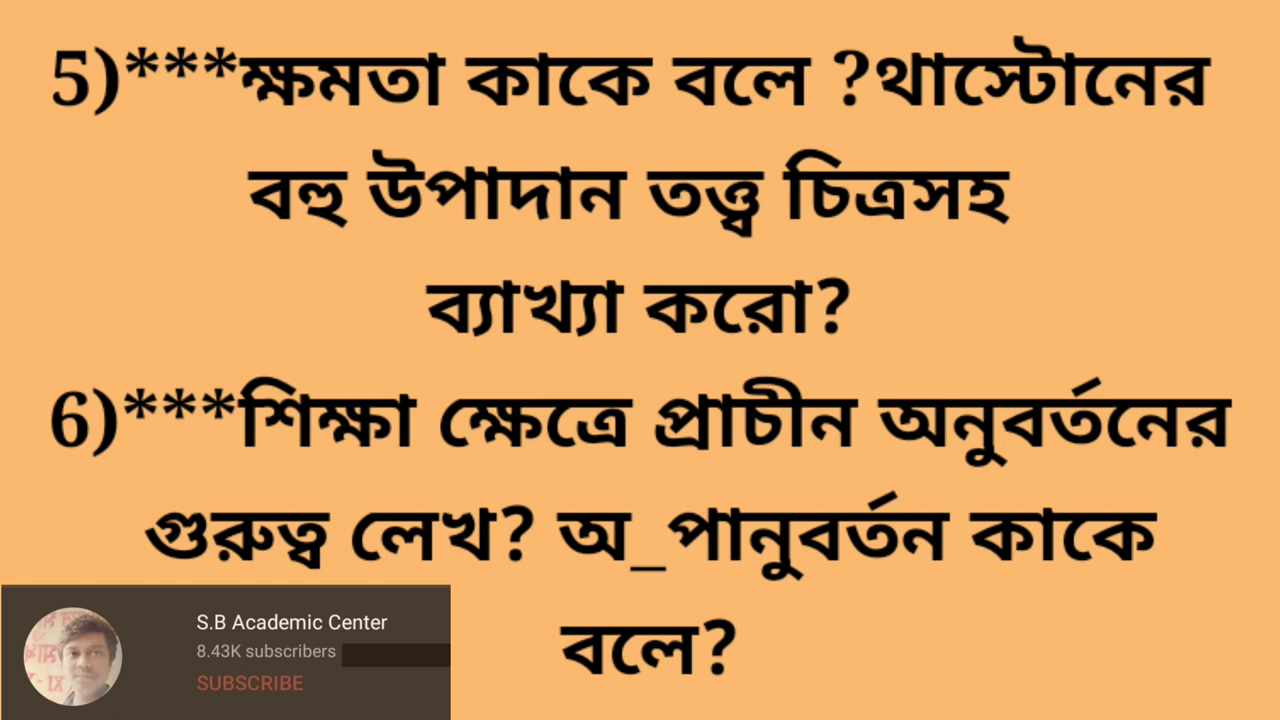 5)***ক্ষমতা কাকে বলে ?থার্স্টোনের
বহু উপাদান তত্ত্ব চিত্রসহ
ব্যাখ্যা করো?
6)***শিক্ষা ক্ষেত্রে প্রাচীন অনুবর্তনের
গুরুত্ব লেখ? অ_পানুবর্তন কাকে
বলে?
S.B Academic Center
8.43K subscribers
SUBSCRIBE